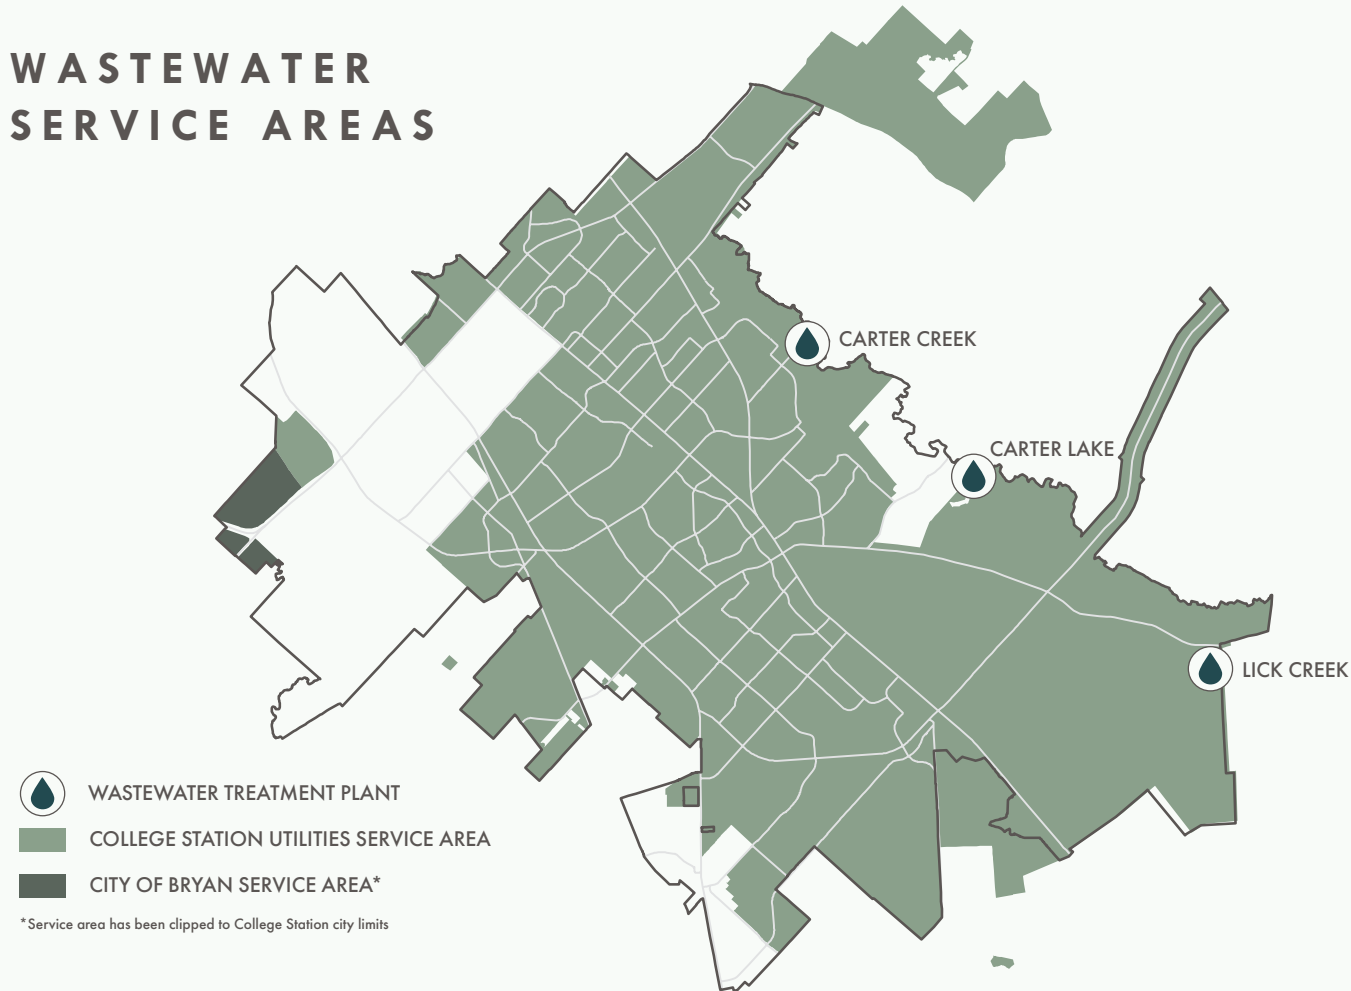 WASTEWATER
SERVICE AREAS
CARTER CREEK
CARTER LAKE
LICK CREEK
WASTEWATER TREATMENT PLANT
COLLEGE STATION UTILITIES SERVICE AREA
CITY OF BRYAN SERVICE AREA*
*Service area has been clipped to College Station city limits